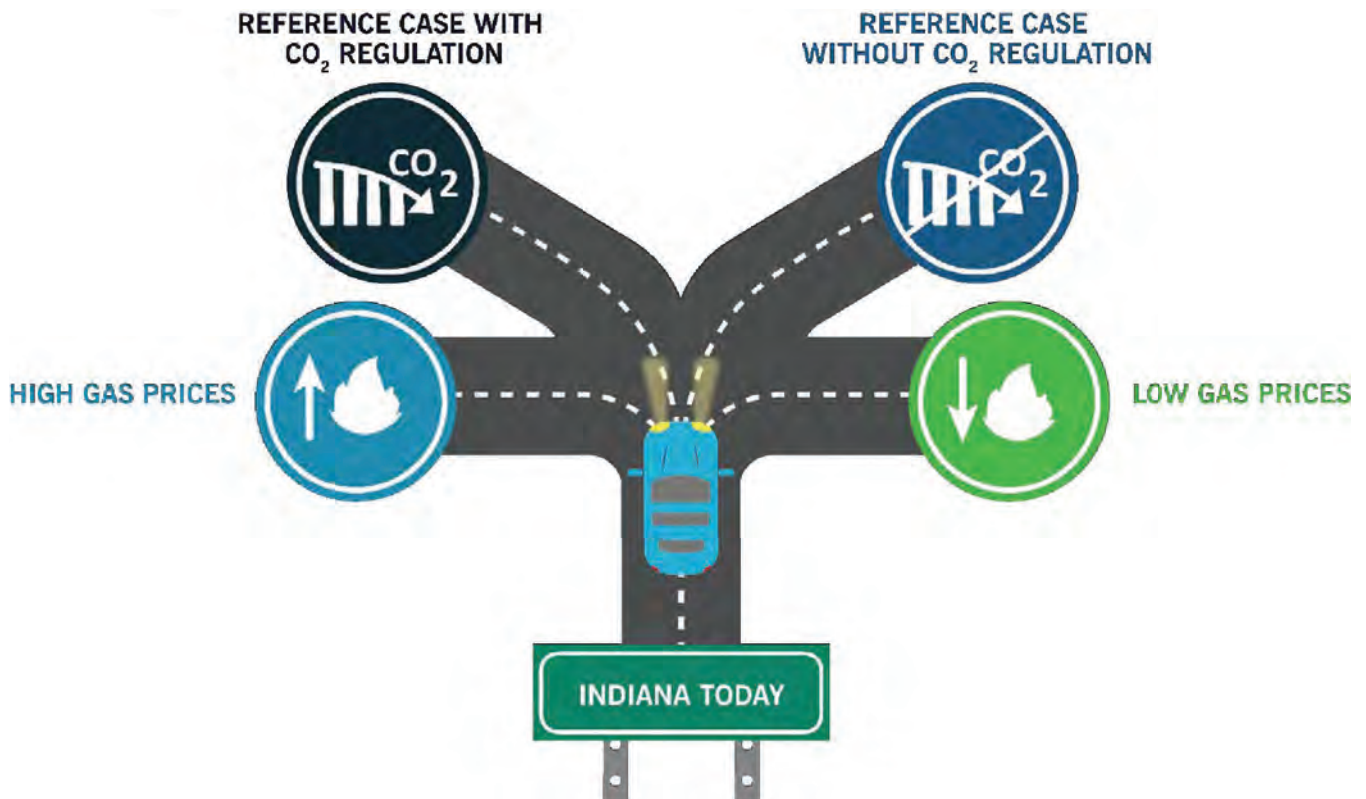 REFERENCE CASE WITH
CO₂ REGULATION
REFERENCE CASE
WITHOUT CO₂ REGULATION
CO₂
CO₂
HIGH GAS PRICES
LOW GAS PRICES
INDIANA TODAY